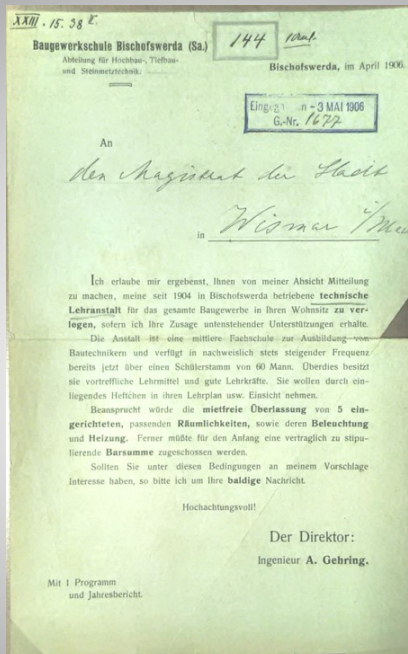 XXIII . 15. 38 x.
Baugewerkschule Bischofswerda (Sa.)
Abteilung für Hochbau-, Tiefbau-
und Steinmetztechnik.
144
Bischofswerda, im April 1906.
Eingegangen - 3 MAI 1906
G.-Nr. 1677
An
den Magistrat der Stadt
in Wismar i/Mec
Ich erlaube mir ergebenst, Ihnen von meiner Absicht Mitteilung
zu machen, meine seit 1904 in Bischofswerda betriebene technische
Lehranstalt für das gesamte Baugewerbe in Ihren Wohnsitz zu ver-
legen, sofern ich Ihre Zusage untenstehender Unterstützungen erhalte.
Die Anstalt ist eine mittlere Fachschule zur Ausbildung von
Bautechnikern und verfügt in nachweislich stets steigender Frequenz
bereits jetzt über einen Schülerstamm von 60 Mann. Überdies besitzt
sie vortreffliche Lehrmittel und gute Lehrkräfte. Sie wollen durch ein-
liegendes Heftchen in ihren Lehrplan usw. Einsicht nehmen.
Beansprucht würde die mietfreie Überlassung von 5 ein-
gerichteten, passenden Räumlichkeiten, sowie deren Beleuchtung
und Heizung. Ferner müßte für den Anfang eine vertraglich zu stipu-
lierende Barsumme zugeschossen werden.
Sollten Sie unter diesen Bedingungen an meinem Vorschlage
Interesse haben, so bitte ich um Ihre baldige Nachricht.
Hochachtungsvoll!
Der Direktor:
Ingenieur A. Gehring.
Mit 1 Programm
und Jahresbericht.